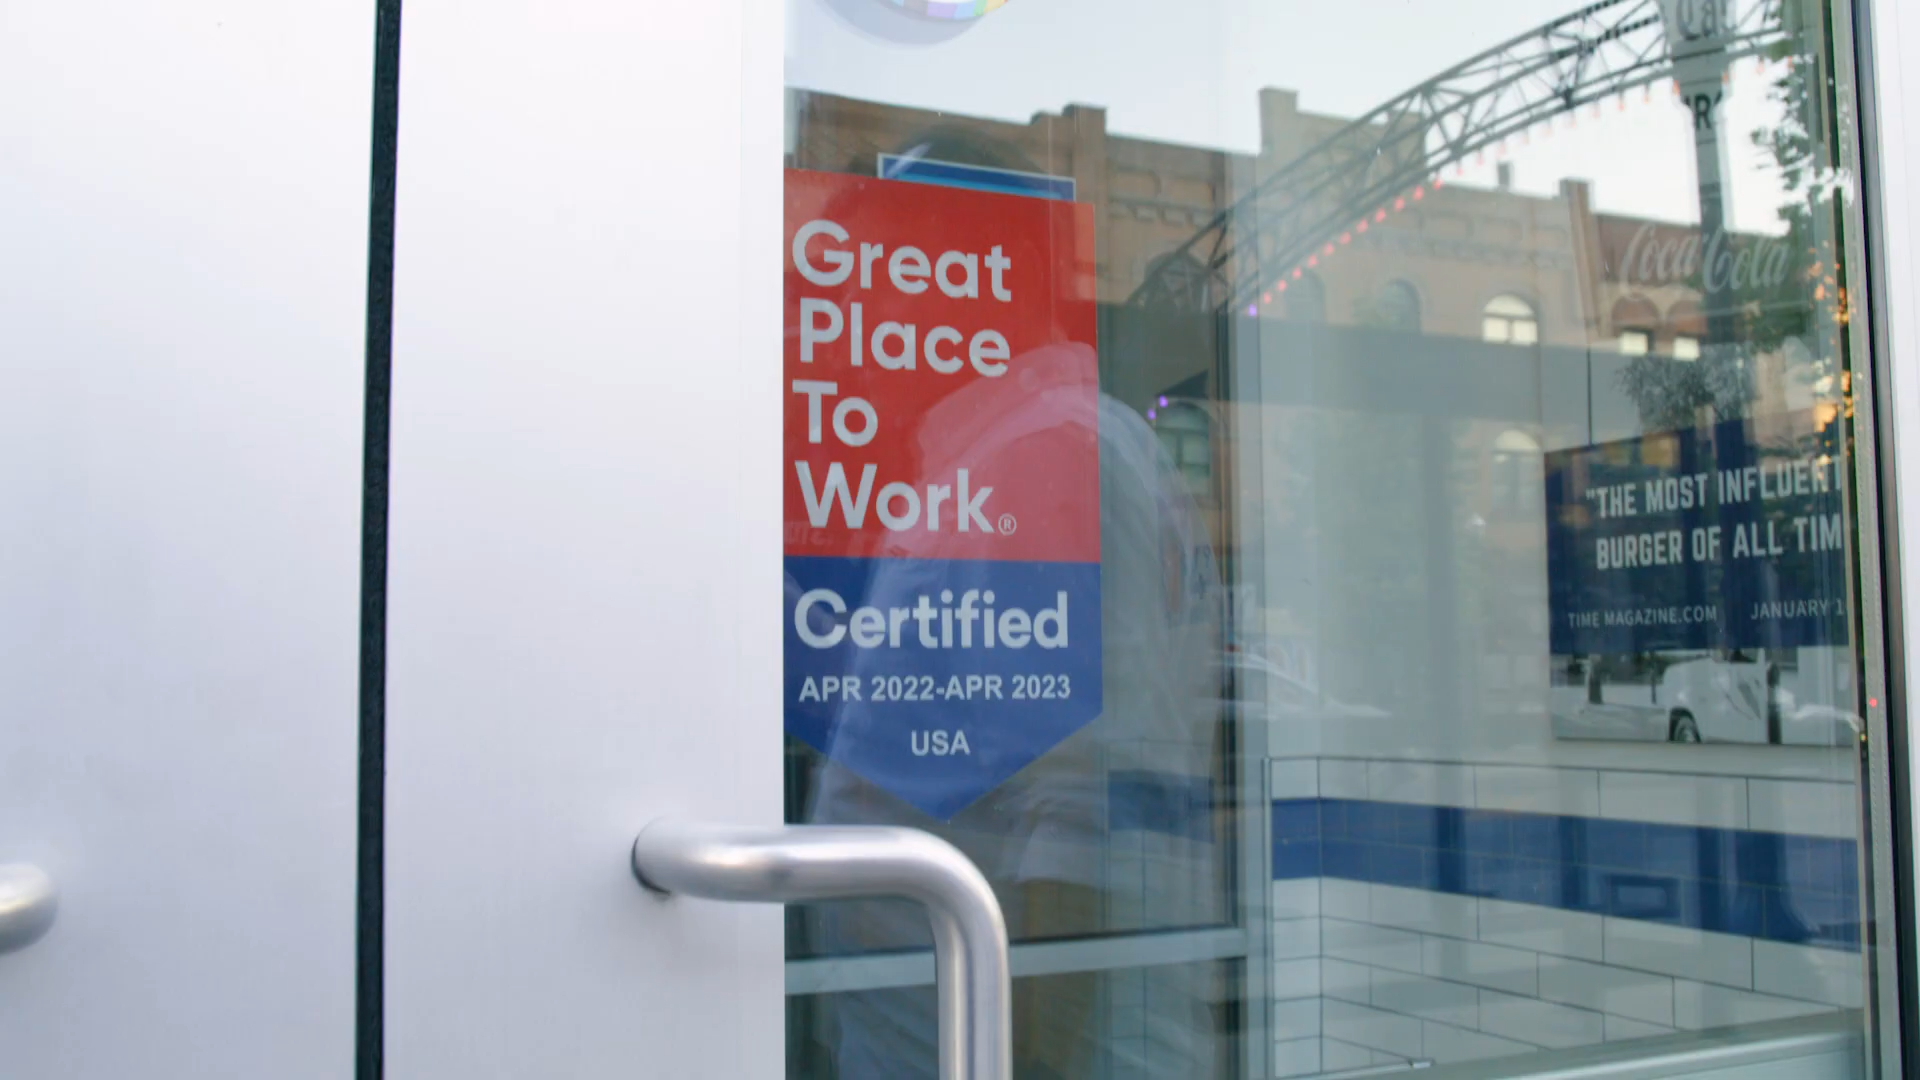 Great
Place
To
Work®
Certified
APR 2022-APR 2023
USA
Coca-Cola
"THE MOST INFLUENT
BURGER OF ALL TIM
TIME MAGAZINE.COM JANUARY 1